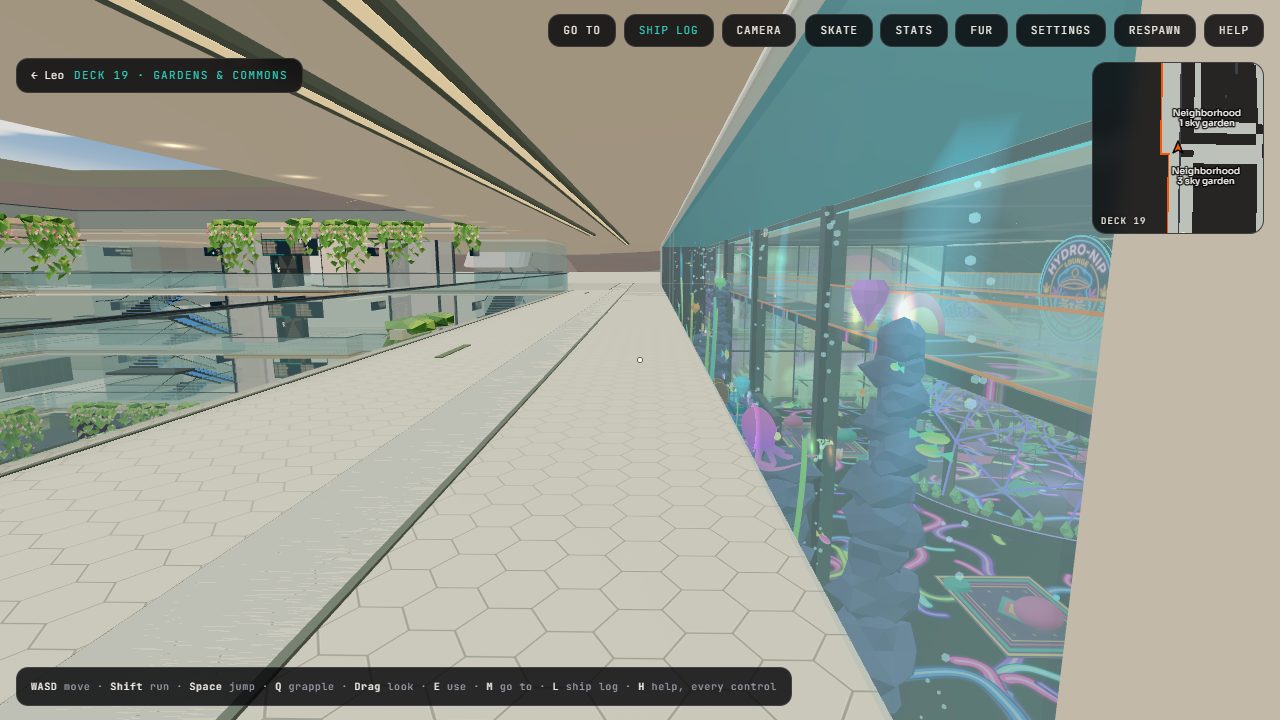 GO TO
SHIP LOG
CAMERA
SKATE
STATS
FUR
SETTINGS
RESPAWN
HELP
← Leo DECK 19 · GARDENS & COMMONS
Neighborhood
1 sky garden
Neighborhood
3 sky garden
DECK 19
HYDRO-NIP
LOUNGE
WASD move · Shift run · Space jump · Q grapple · Drag look · E use · M go to · L ship log · H help, every control